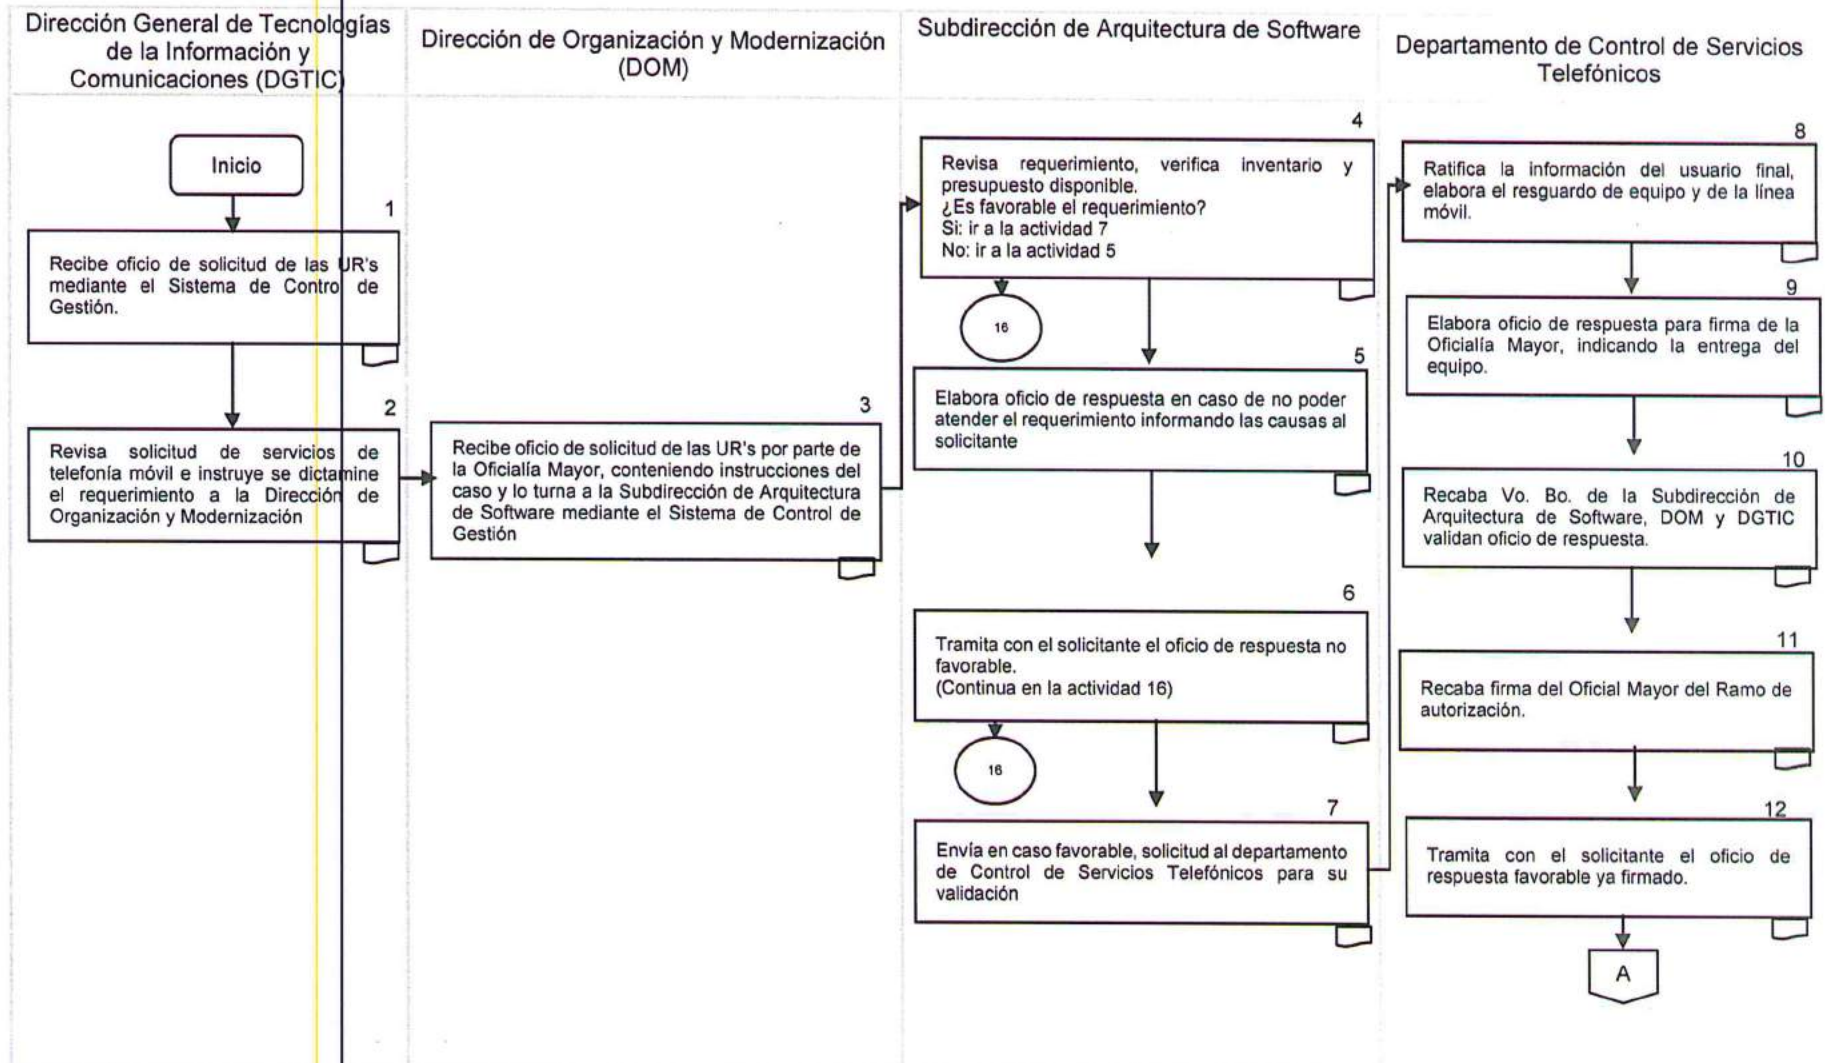 Dirección General de Tecnologías
de la Información y
Comunicaciones (DGTIC)
Dirección de Organización y Modernización
(DOM)
Subdirección de Arquitectura de Software
Departamento de Control de Servicios
Telefónicos
Inicio
1
Recibe oficio de solicitud de las UR's
mediante el Sistema de Control de
Gestión.
2
Revisa solicitud de servicios de
telefonía móvil e instruye se dictamine
el requerimiento a la Dirección de
Organización y Modernización
3
Recibe oficio de solicitud de las UR's por parte de
la Oficialía Mayor, conteniendo instrucciones del
caso y lo turna a la Subdirección de Arquitectura
de Software mediante el Sistema de Control de
Gestión
4
Revisa requerimiento, verifica inventario y
presupuesto disponible.
¿Es favorable el requerimiento?
Si: ir a la actividad 7
No: ir a la actividad 5
16
5
Elabora oficio de respuesta en caso de no poder
atender el requerimiento informando las causas al
solicitante
6
Tramita con el solicitante el oficio de respuesta no
favorable.
(Continua en la actividad 16)
16
7
Envía en caso favorable, solicitud al departamento
de Control de Servicios Telefónicos para su
validación
8
Ratifica la información del usuario final,
elabora el resguardo de equipo y de la línea
móvil.
9
Elabora oficio de respuesta para firma de la
Oficialía Mayor, indicando la entrega del
equipo.
10
Recaba Vo. Bo. de la Subdirección de
Arquitectura de Software, DOM y DGTIC
validan oficio de respuesta.
11
Recaba firma del Oficial Mayor del Ramo de
autorización.
12
Tramita con el solicitante el oficio de
respuesta favorable ya firmado.
A